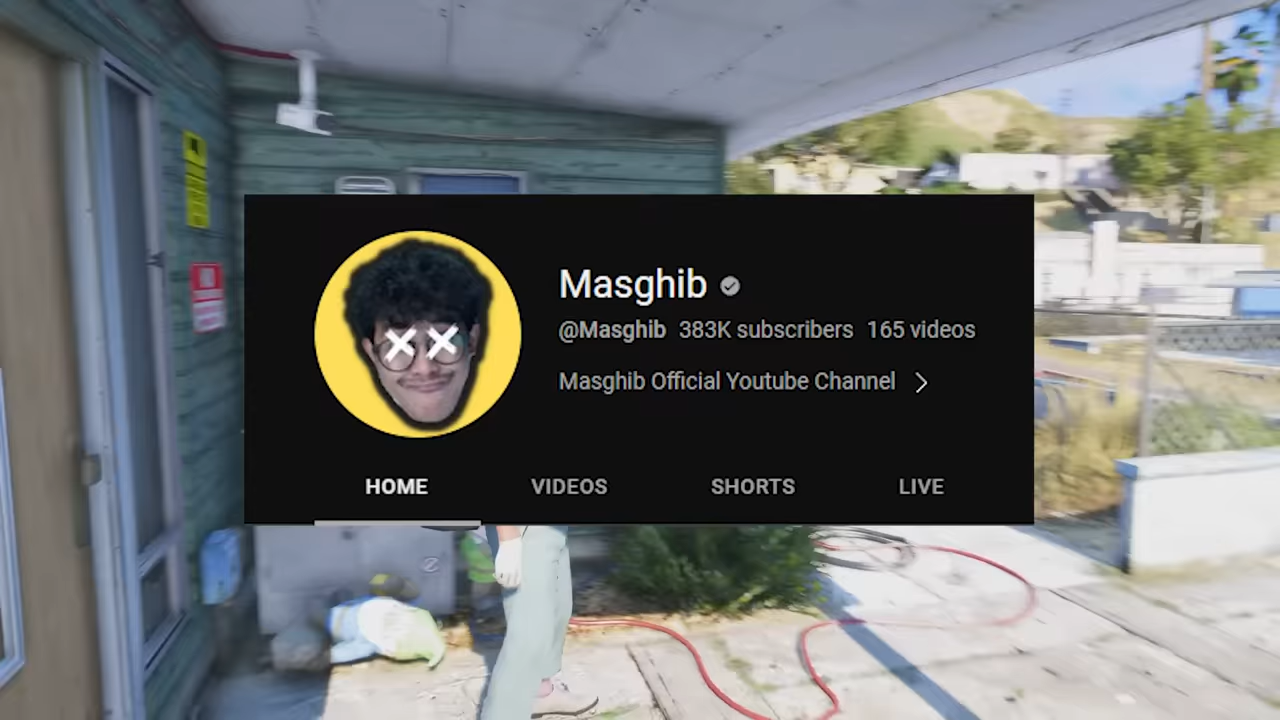 Masghib
@Masghib 383K subscribers 165 videos
Masghib Official Youtube Channel
HOME VIDEOS SHORTS LIVE